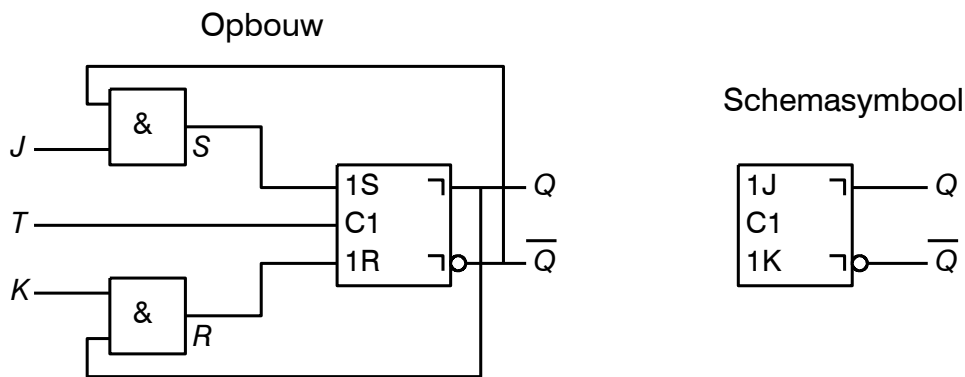 Opbouw
&
J
S
1S
Q
T
C1
1R
Q̅
K
&
R
Schemasymbool
1J
Q
C1
1K
Q̅